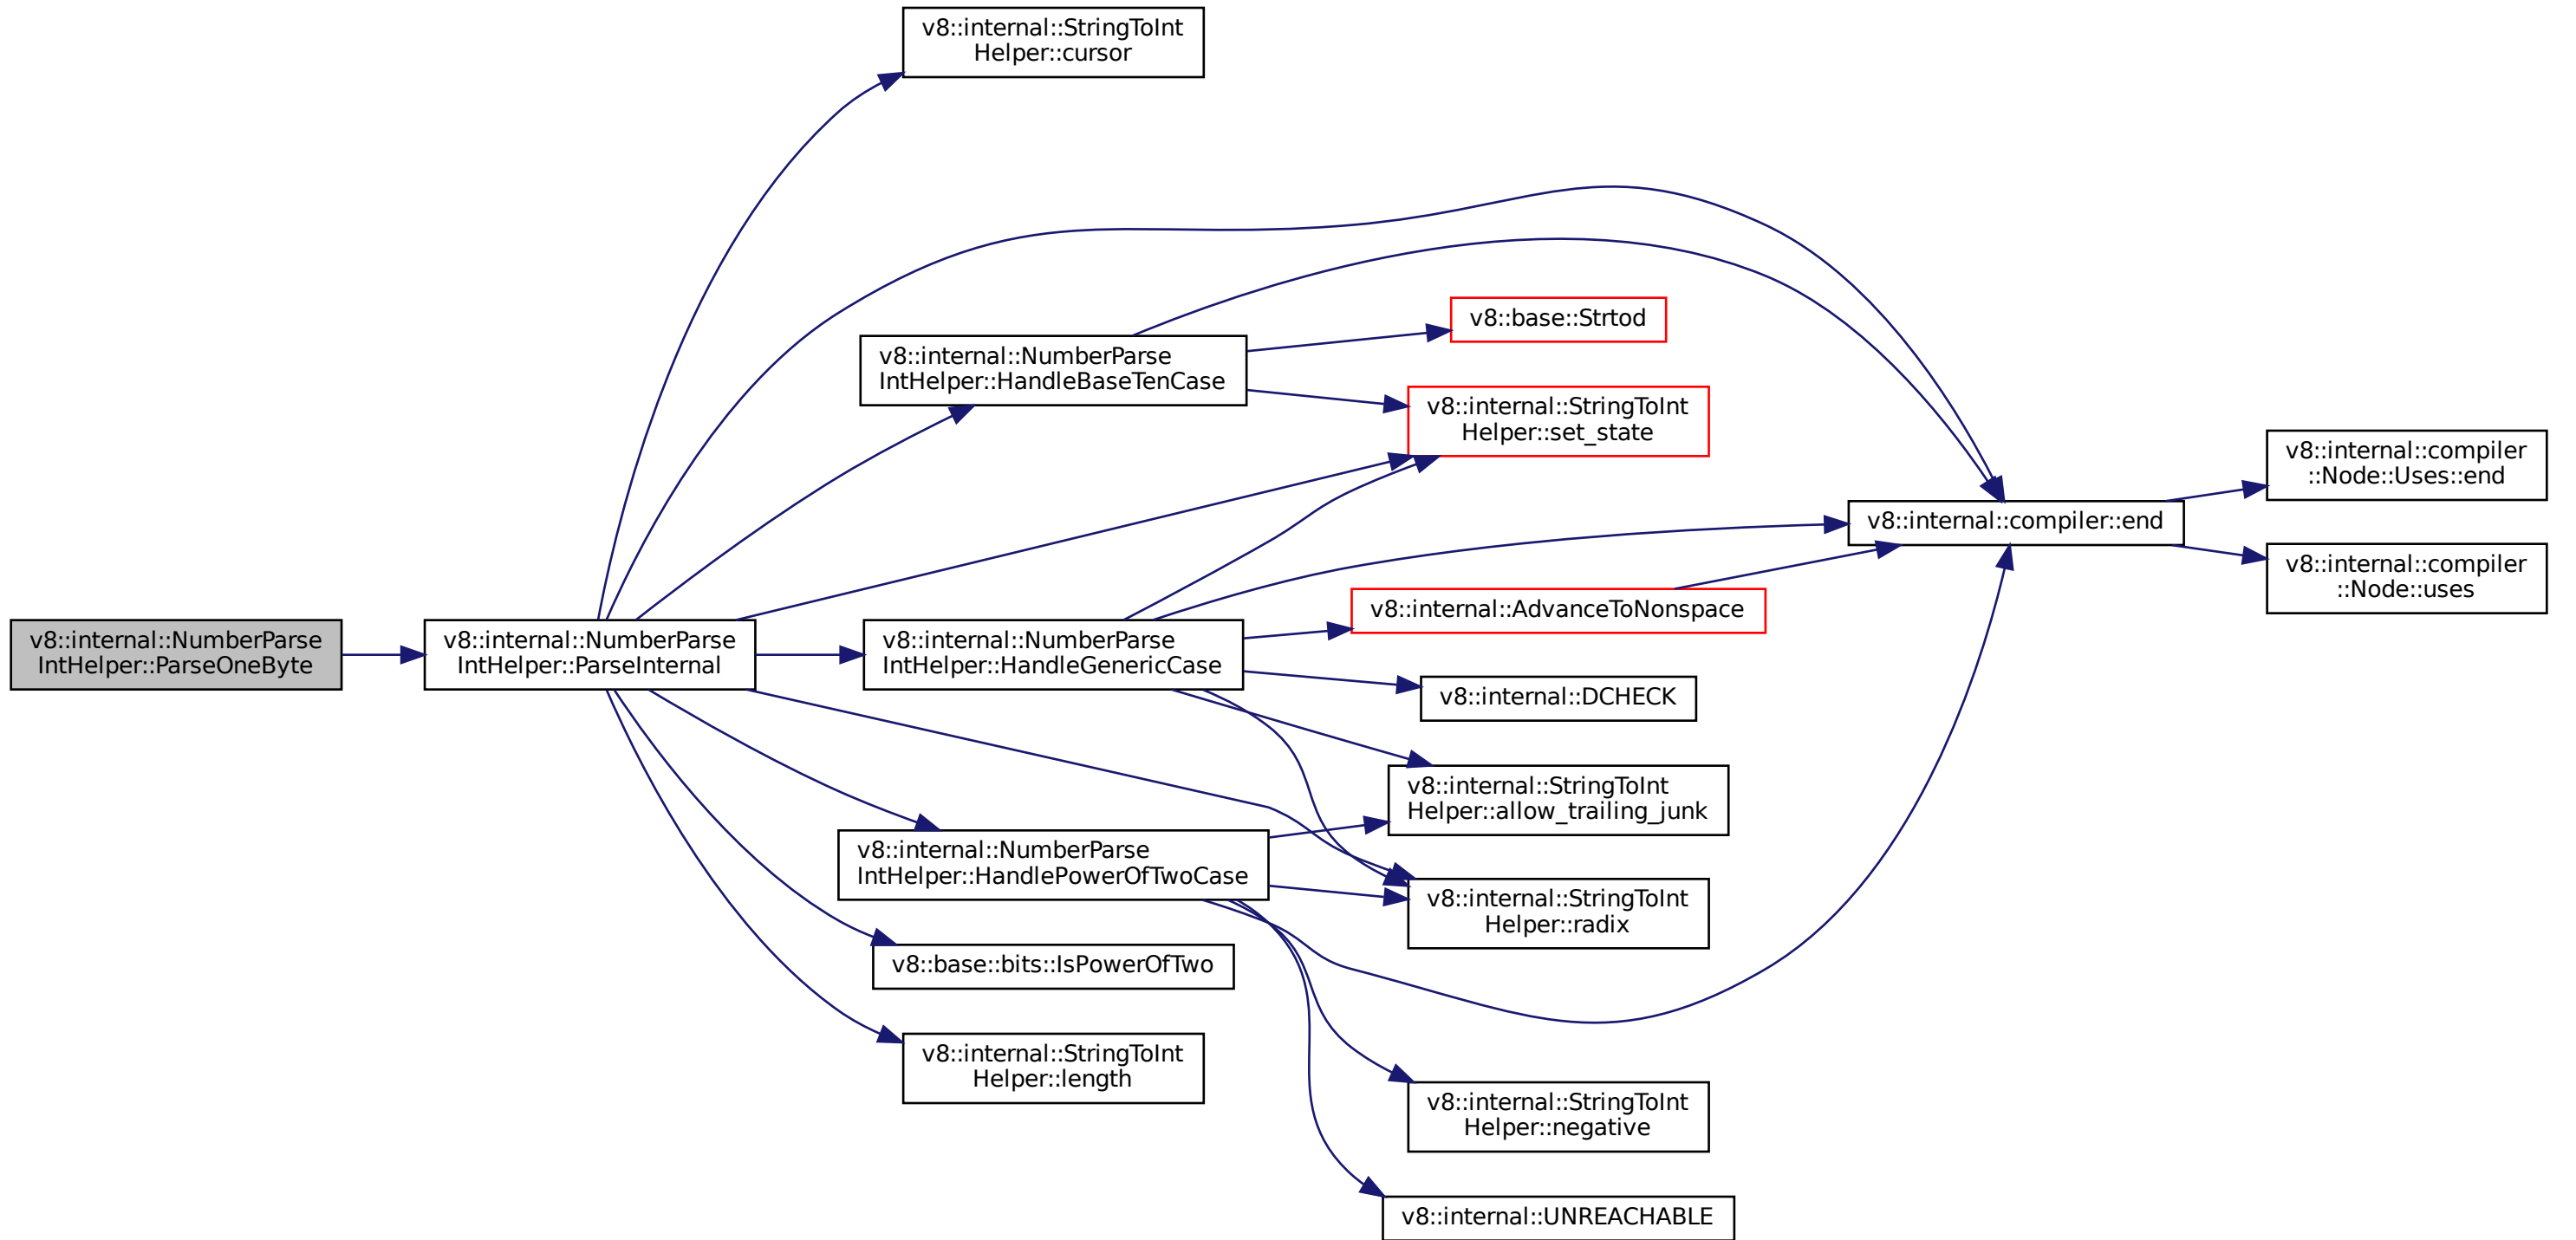 v8::internal::StringToInt
Helper::cursor
v8::base::Strtod
v8::internal::NumberParse
IntHelper::HandleBaseTenCase
v8::internal::StringToInt
Helper::set_state
v8::internal::compiler
::Node::Uses::end
v8::internal::compiler::end
v8::internal::compiler
::Node::uses
v8::internal::AdvanceToNonspace
v8::internal::NumberParse
IntHelper::ParseOneByte
v8::internal::NumberParse
IntHelper::ParseInternal
v8::internal::NumberParse
IntHelper::HandleGenericCase
v8::internal::DCHECK
v8::internal::StringToInt
Helper::allow_trailing_junk
v8::internal::NumberParse
IntHelper::HandlePowerOfTwoCase
v8::internal::StringToInt
Helper::radix
v8::base::bits::IsPowerOfTwo
v8::internal::StringToInt
Helper::length
v8::internal::StringToInt
Helper::negative
v8::internal::UNREACHABLE